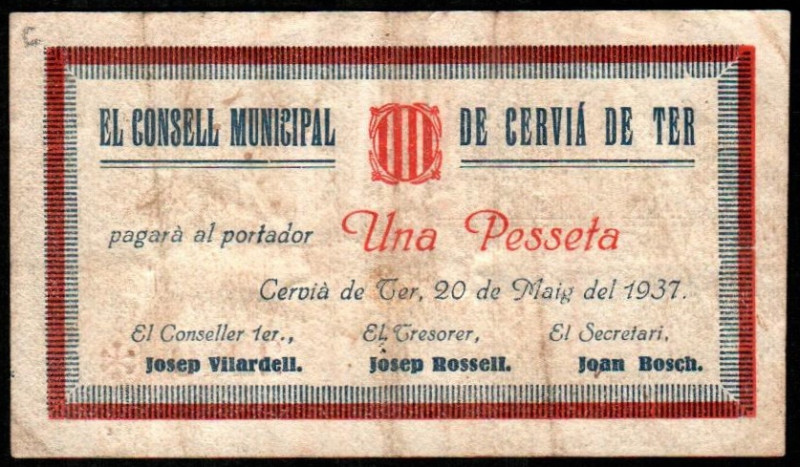 EL CONSELL MUNICIPAL DE CERVIÁ DE TER
pagarà al portador Una Pesseta
Cervià de Ter, 20 de Maig del 1937.
El Conseller 1er., El Tresorer, El Secretari,
Josep Vilardell. Josep Rossell. Joan Bosch.